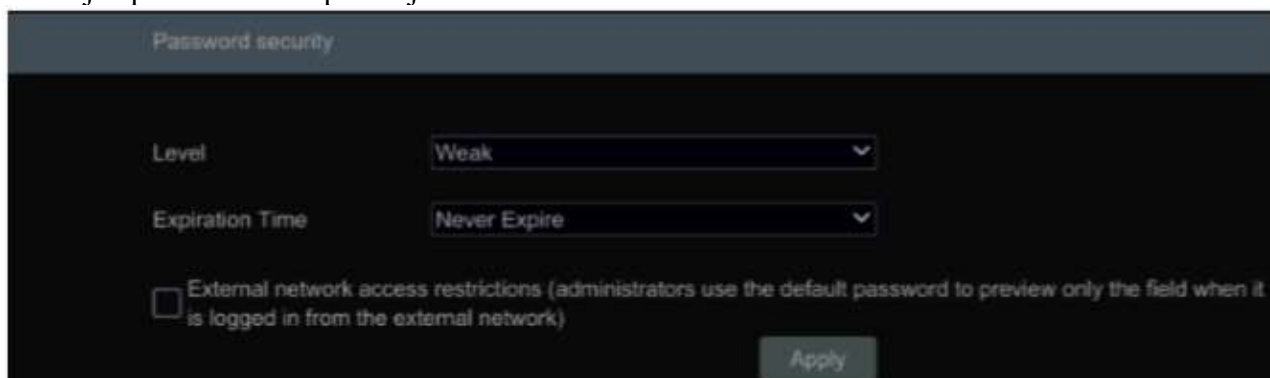 Password security
Level Weak
Expiration Time Never Expire
External network access restrictions (administrators use the default password to preview only the field when it
is logged in from the external network)
Apply